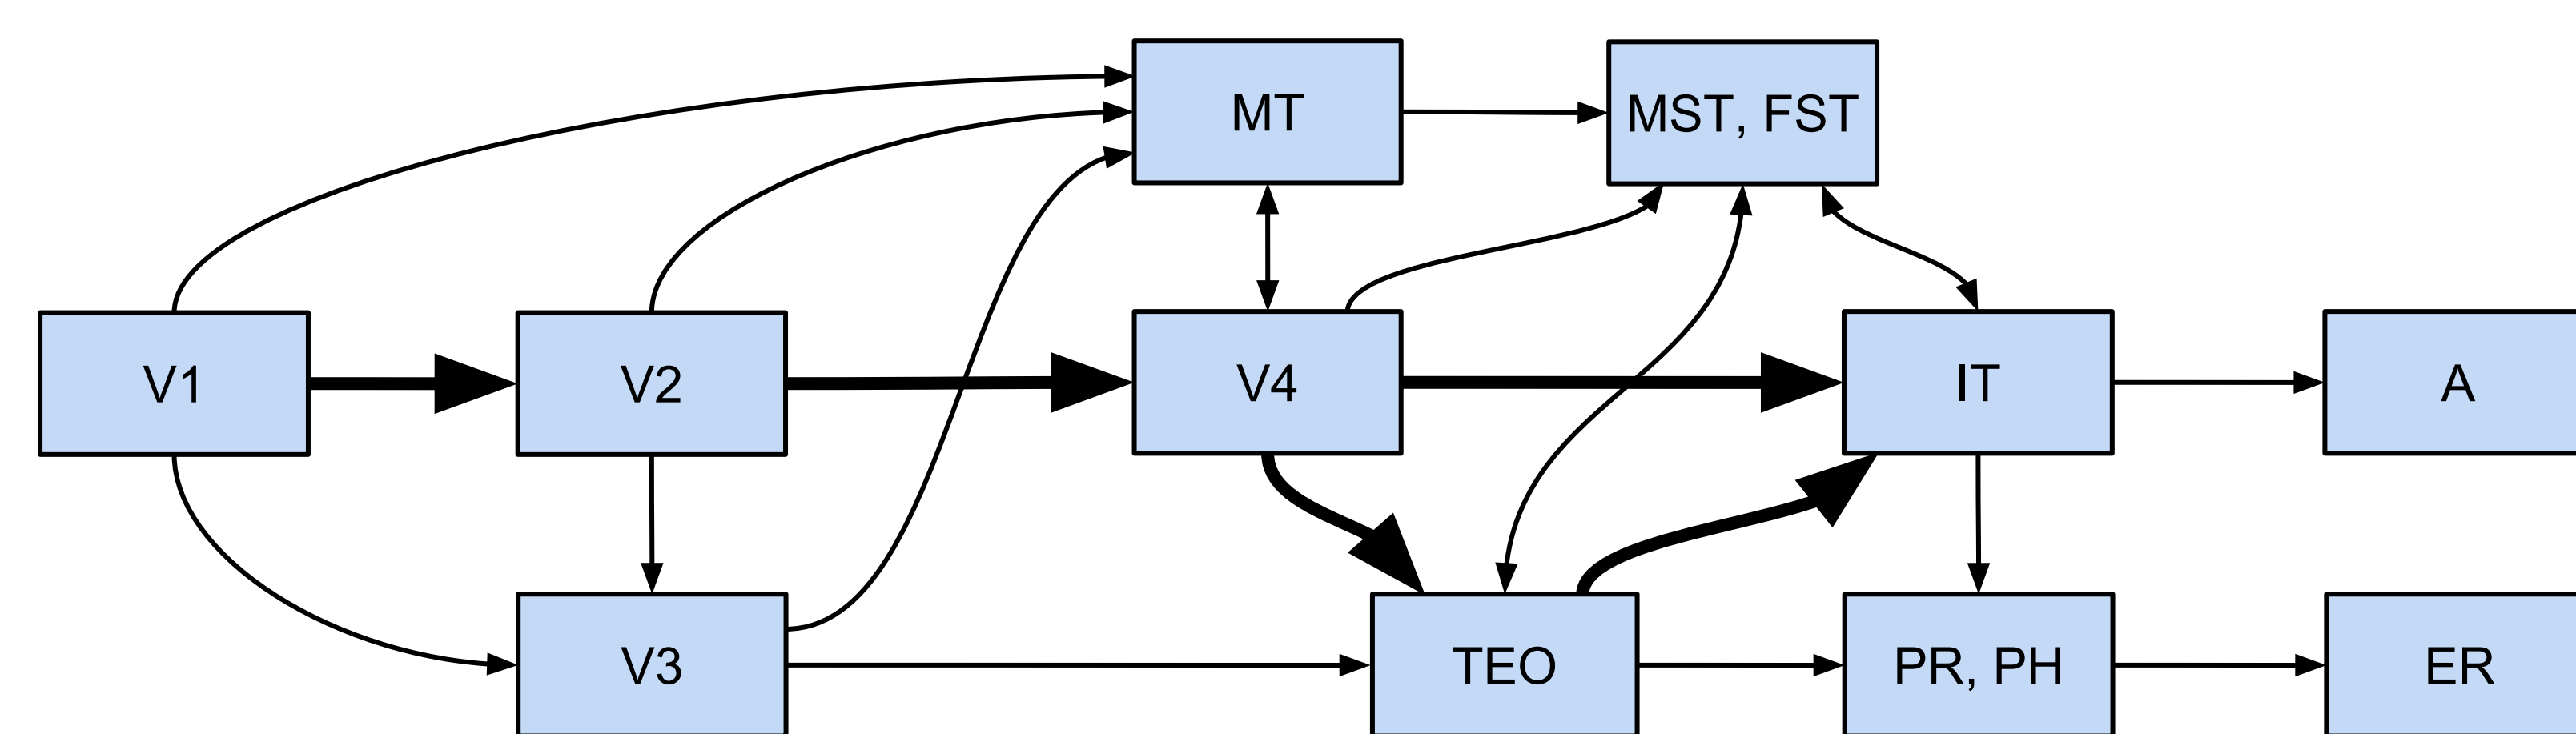 MT
MST, FST
V1
V2
V4
IT
A
V3
TEO
PR, PH
ER